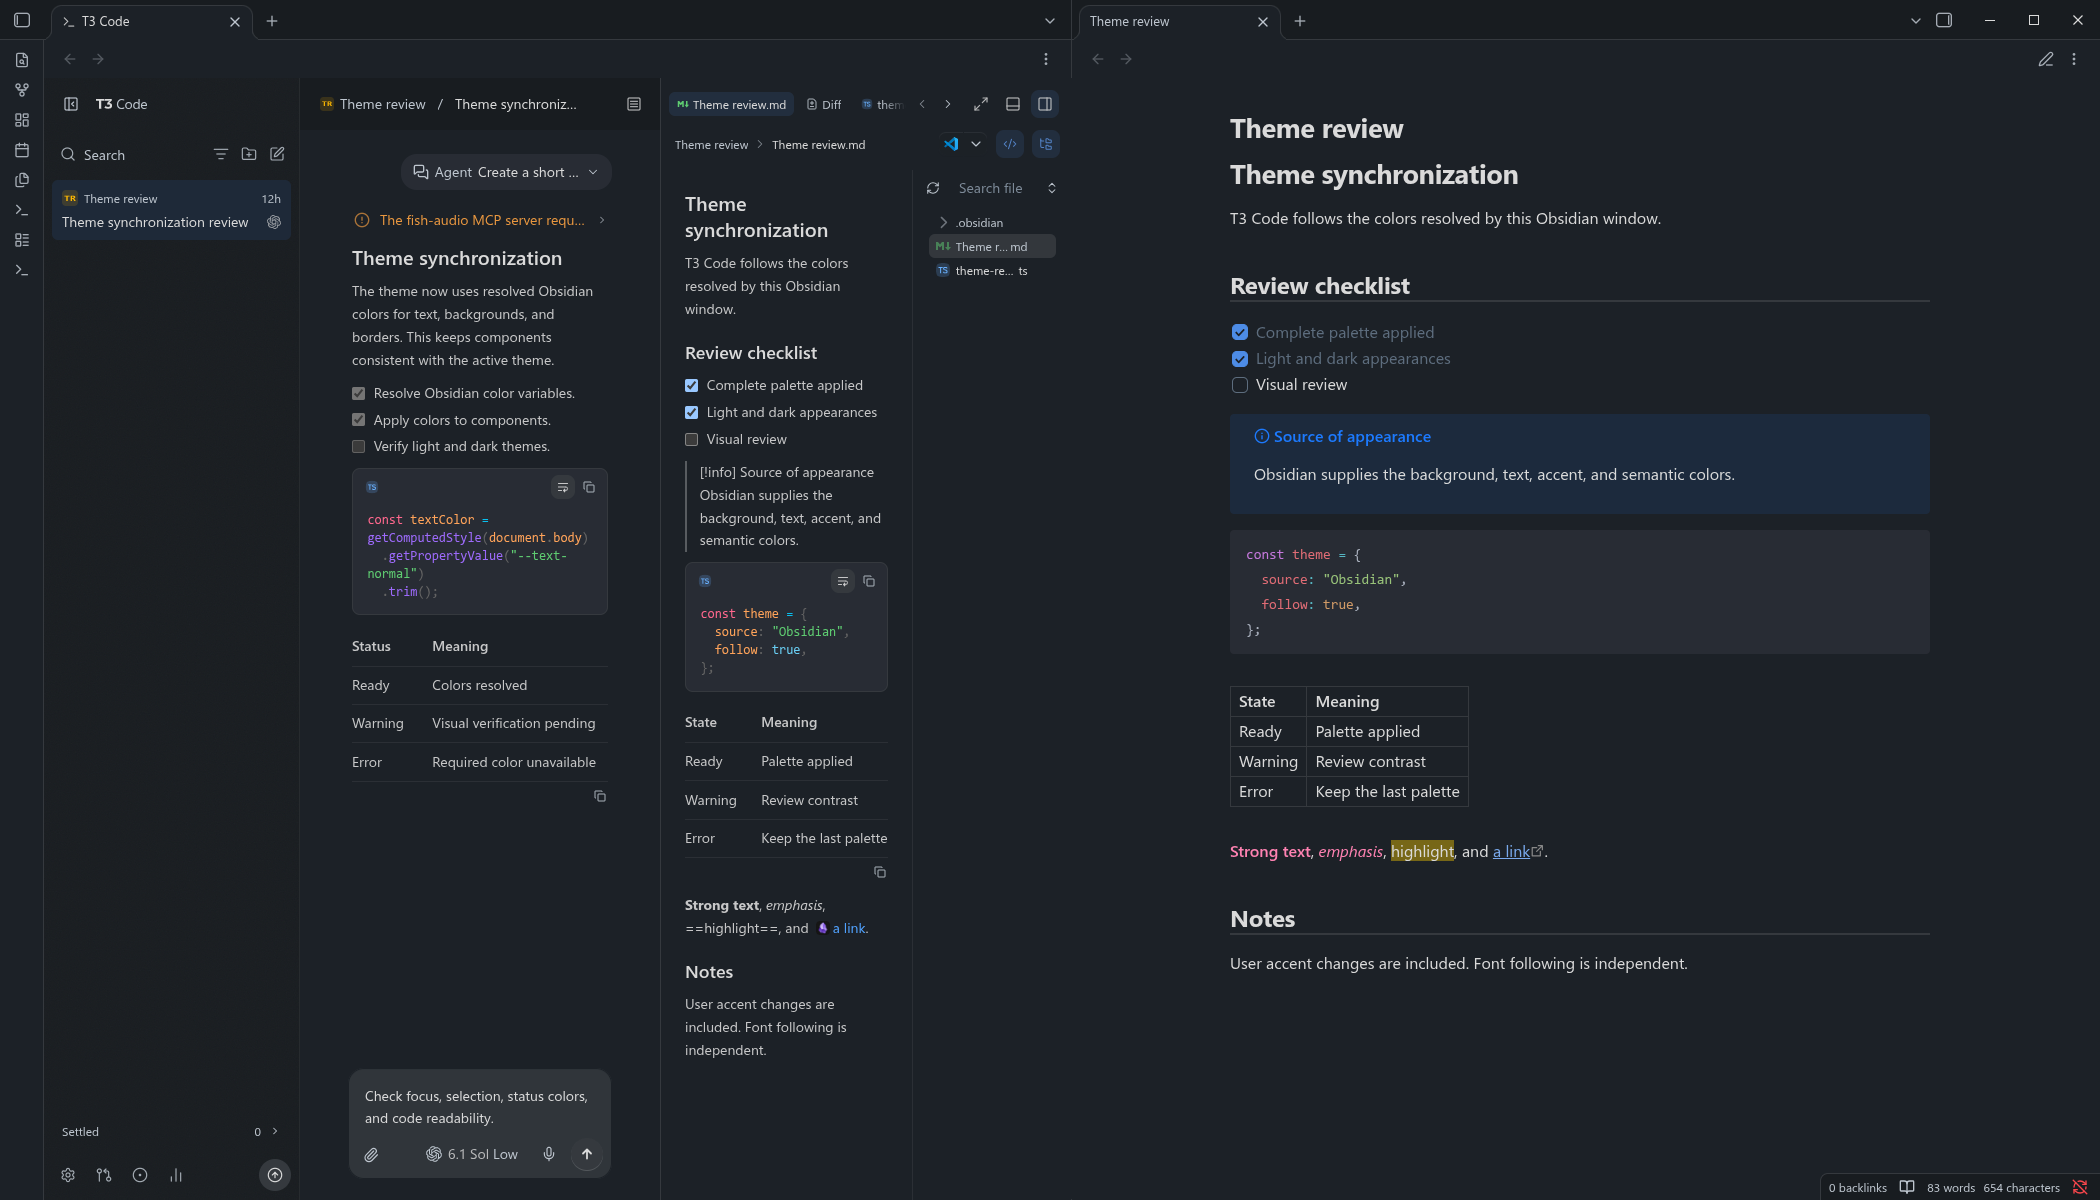 T3 Code
Theme review
T3 Code
Search
TR Theme review 12h
Theme synchronization review
Settled 0
TR Theme review / Theme synchroniz...
Agent Create a short ...
The fish-audio MCP server requ...
Theme synchronization
The theme now uses resolved Obsidian
colors for text, backgrounds, and
borders. This keeps components
consistent with the active theme.
Resolve Obsidian color variables.
Apply colors to components.
Verify light and dark themes.
TS
const textColor =
getComputedStyle(document.body)
.getPropertyValue("--text-
normal")
.trim();
Status Meaning
Ready Colors resolved
Warning Visual verification pending
Error Required color unavailable
Check focus, selection, status colors,
and code readability.
6.1 Sol Low
M↓ Theme review.md Diff TS them
Theme review > Theme review.md
Theme
synchronization
T3 Code follows the colors
resolved by this Obsidian
window.
Review checklist
Complete palette applied
Light and dark appearances
Visual review
[!info] Source of appearance
Obsidian supplies the
background, text, accent, and
semantic colors.
TS
const theme = {
source: "Obsidian",
follow: true,
};
State Meaning
Ready Palette applied
Warning Review contrast
Error Keep the last palette
Strong text, emphasis,
==highlight==, and a link.
Notes
User accent changes are
included. Font following is
independent.
Search file
.obsidian
M↓ Theme r... md
TS theme-re... ts
Theme review
Theme synchronization
T3 Code follows the colors resolved by this Obsidian window.
Review checklist
Complete palette applied
Light and dark appearances
Visual review
Source of appearance
Obsidian supplies the background, text, accent, and semantic colors.
const theme = {
source: "Obsidian",
follow: true,
};
State Meaning
Ready Palette applied
Warning Review contrast
Error Keep the last palette
Strong text, emphasis, highlight, and a link.
Notes
User accent changes are included. Font following is independent.
0 backlinks 83 words 654 characters